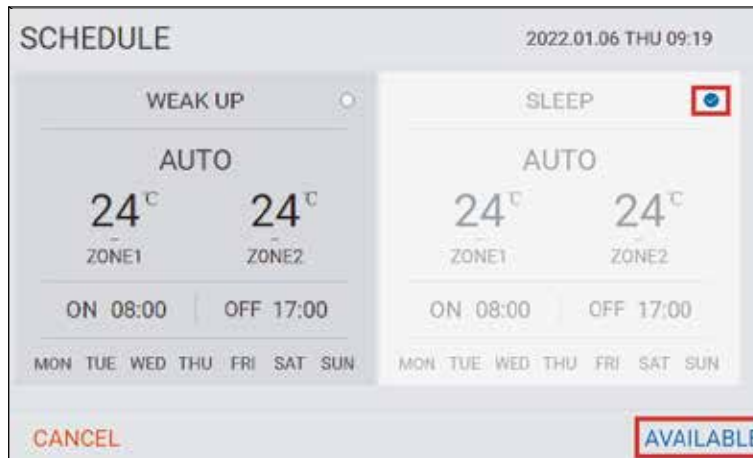 SCHEDULE 2022.01.06 THU 09:19
WEAK UP
AUTO
24℃ 24℃
ZONE1 ZONE2
ON 08:00 OFF 17:00
MON TUE WED THU FRI SAT SUN
SLEEP
AUTO
24℃ 24℃
ZONE1 ZONE2
ON 08:00 OFF 17:00
MON TUE WED THU FRI SAT SUN
CANCEL AVAILABLE